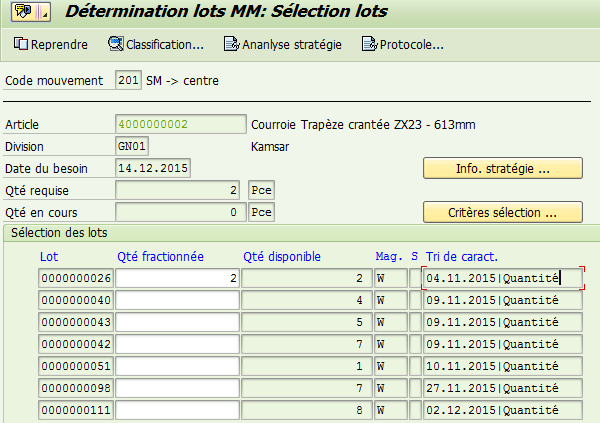 Détermination lots MM: Sélection lots
Reprendre Classification... Ananlyse stratégie Protocole...
Code mouvement 201 SM -> centre
Article 4000000002 Courroie Trapèze crantée ZX23 - 613mm
Division GN01 Kamsar
Date du besoin 14.12.2015 Info. stratégie ...
Qté requise 2 Pce
Qté en cours 0 Pce Critères sélection ...
Sélection des lots
Lot Qté fractionnée Qté disponible Mag. S Tri de caract.
0000000026 2 2 W 04.11.2015|Quantité
0000000040 4 W 09.11.2015|Quantité
0000000043 5 W 09.11.2015|Quantité
0000000042 7 W 09.11.2015|Quantité
0000000051 1 W 10.11.2015|Quantité
0000000098 7 W 27.11.2015|Quantité
0000000111 8 W 02.12.2015|Quantité